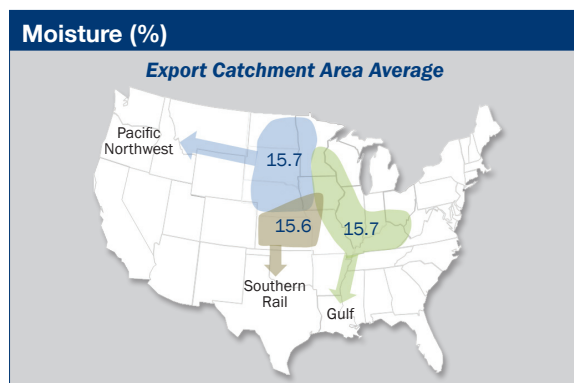 Moisture (%)
Export Catchment Area Average
Pacific
Northwest
15.7
15.6
15.7
Southern
Rail
Gulf